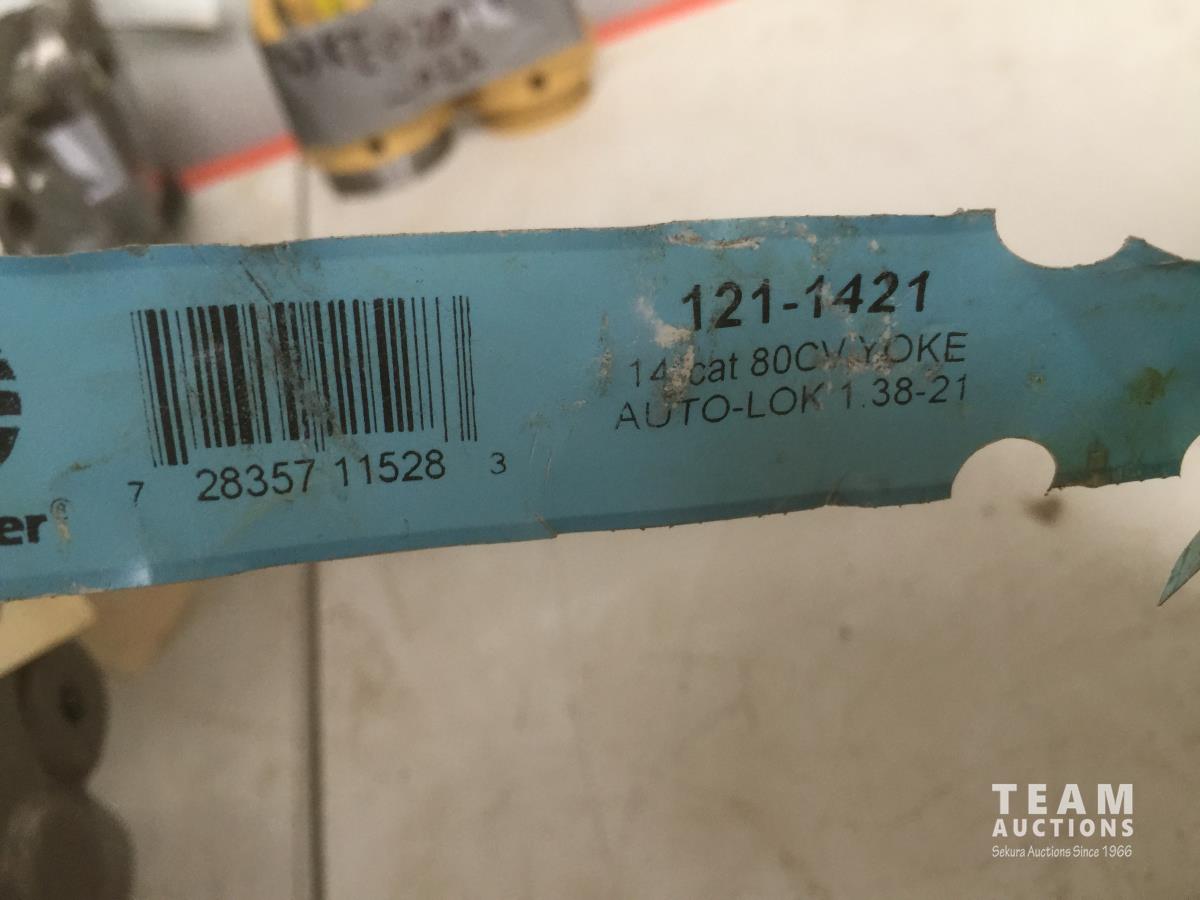 121-1421
14 cat 80CV YOKE
AUTO-LOK 1.38-21
7 28357 11528 3
er®
TEAM
AUCTIONS
Sekura Auctions Since 1966